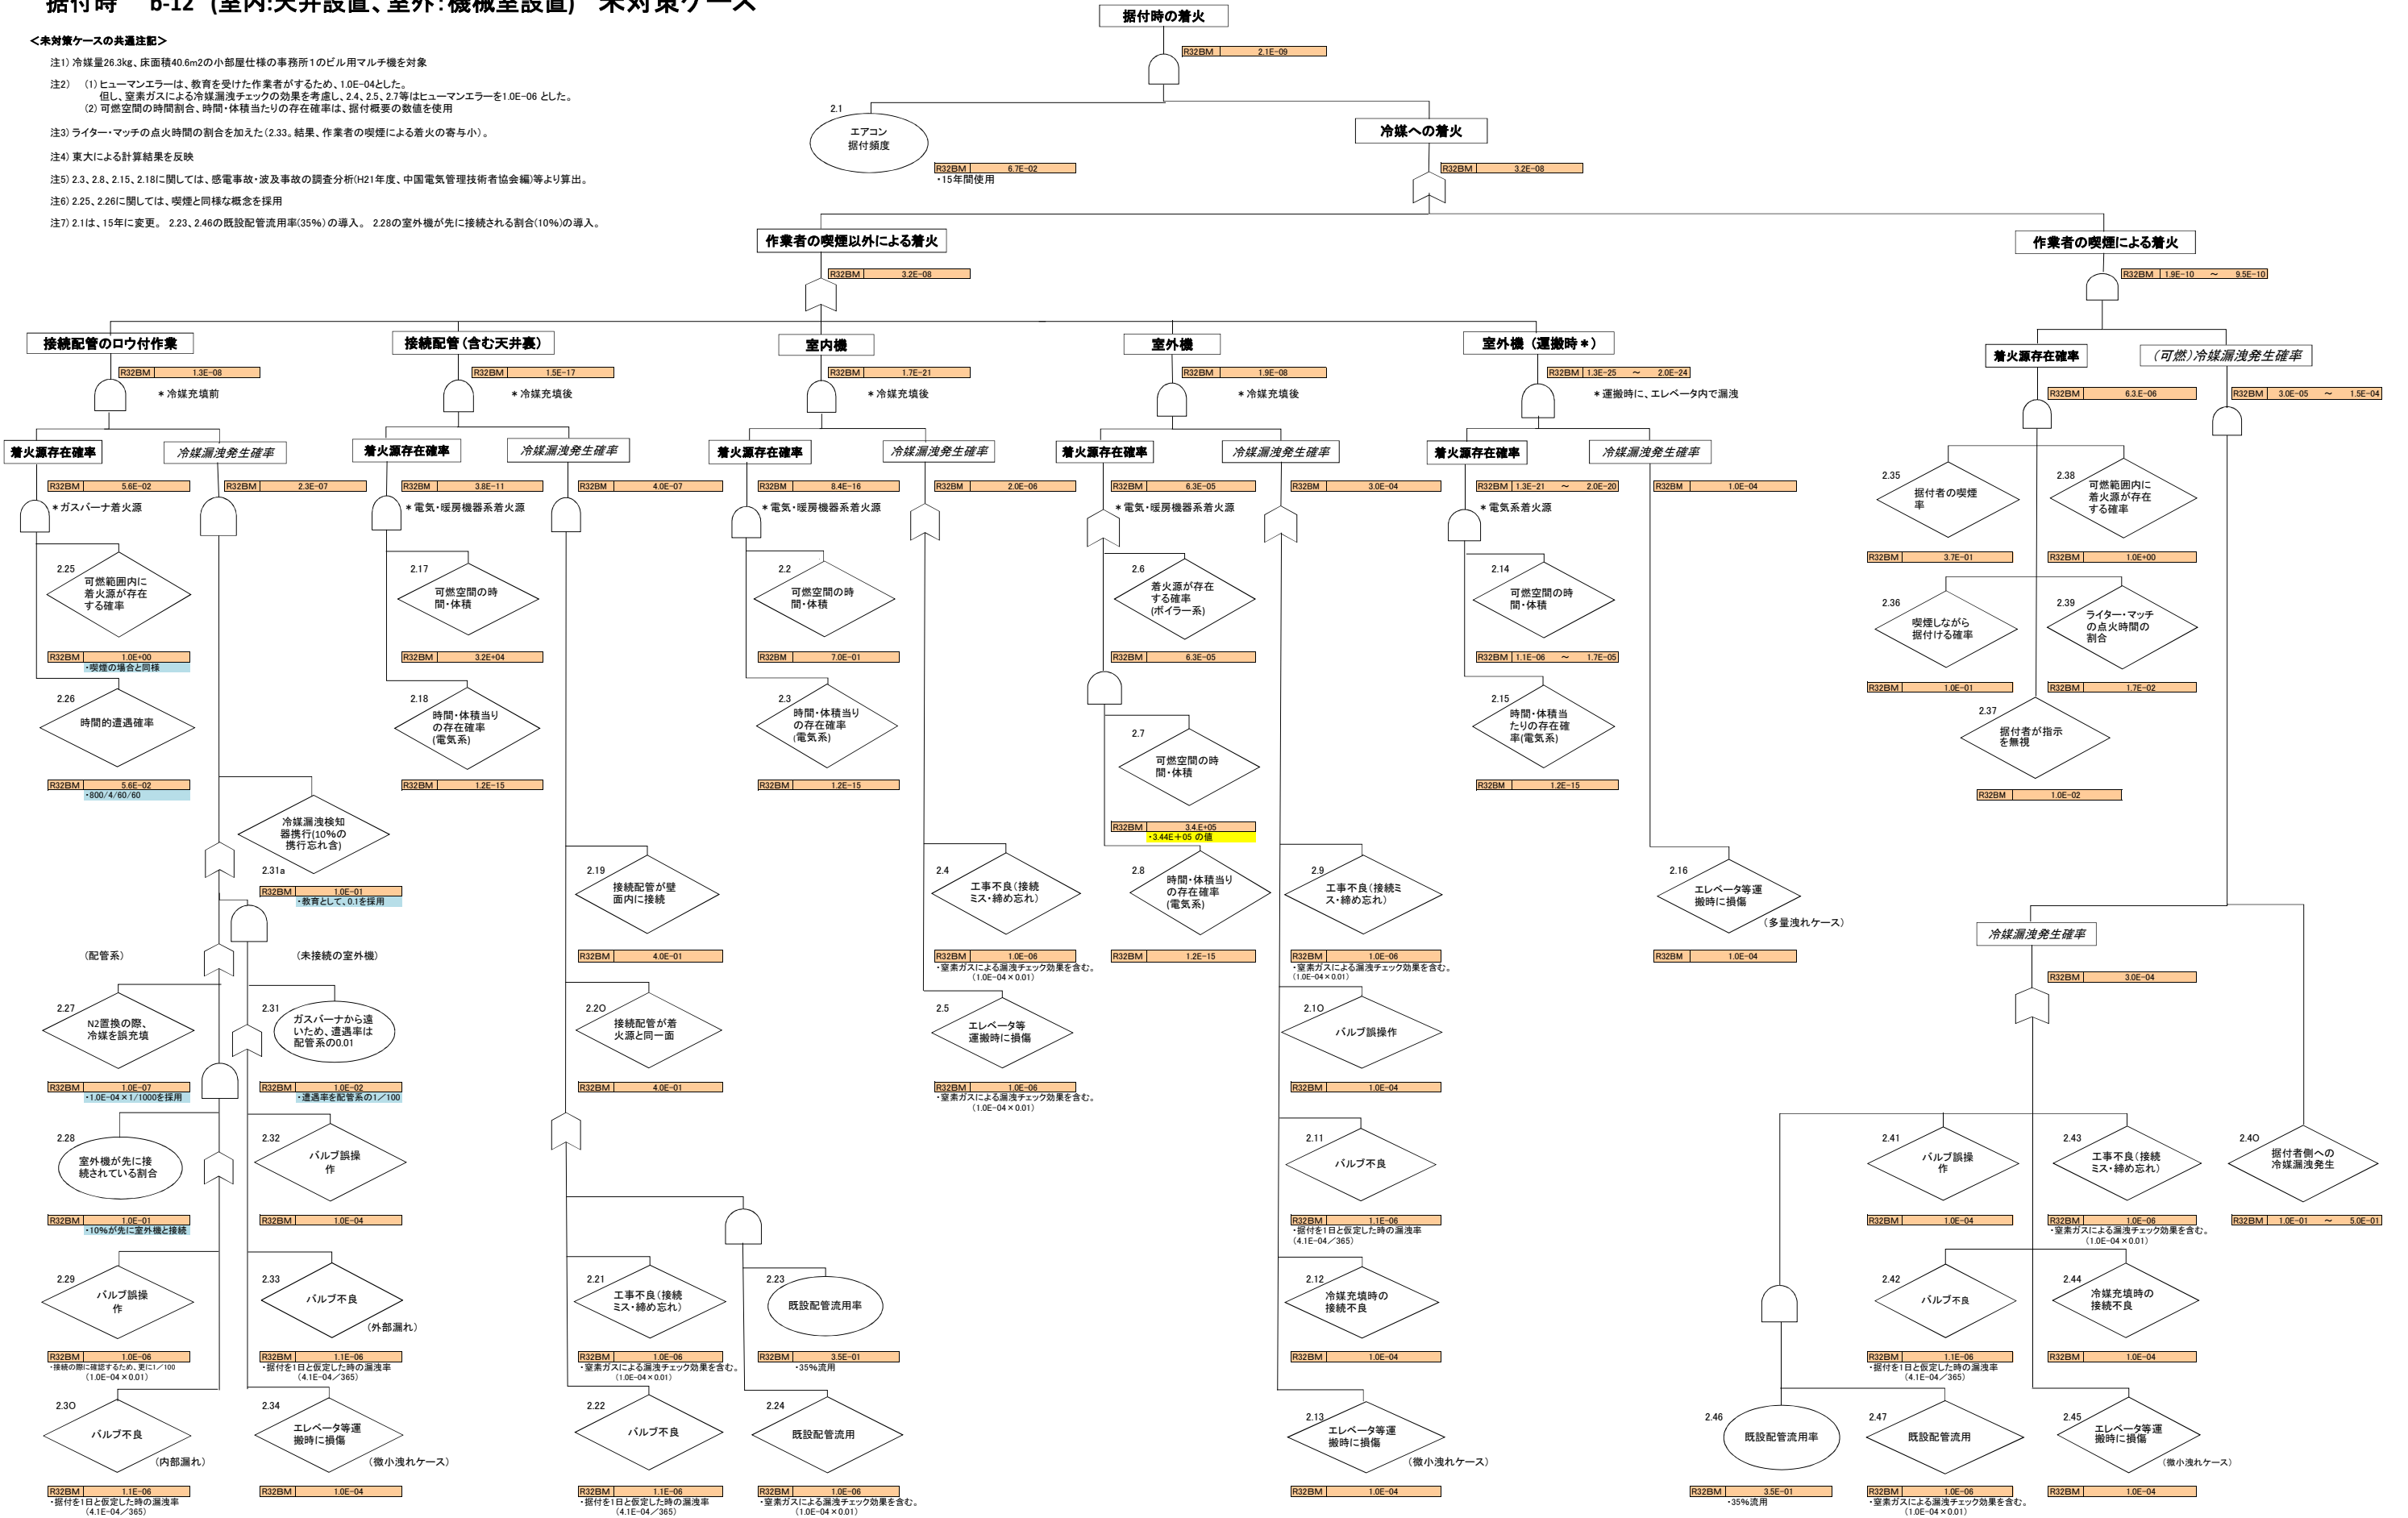 据付時 b-12 (室内:天井設置、室外:機械室設置) 未対策ケース
＜未対策ケースの共通注記＞
注1) 冷媒量26.3kg、床面積40.6m2の小部屋仕様の事務所1のビル用マルチ機を対象
注2) (1)ヒューマンエラーは、教育を受けた作業者がするため、1.0E-04とした。
但し、窒素ガスによる冷媒漏洩チェックの効果を考慮し、2.4、2.5、2.7等はヒューマンエラーを1.0E-06 とした。
(2) 可燃空間の時間割合、時間・体積当たりの存在確率は、据付概要の数値を使用
注3) ライター・マッチの点火時間の割合を加えた(2.33。結果、作業者の喫煙による着火の寄与小)。
注4) 東大による計算結果を反映
注5) 2.3、2.8、2.15、2.18に関しては、感電事故・波及事故の調査分析(H21年度、中国電気管理技術者協会編)等より算出。
注6) 2.25、2.26に関しては、喫煙と同様な概念を採用
注7) 2.1は、15年に変更。 2.23、2.46の既設配管流用率(35%)の導入。 2.28の室外機が先に接続される割合(10%)の導入。
据付時の着火
R32BM 2.1E-09
2.1
エアコン
据付頻度
R32BM 6.7E-02
・15年間使用
冷媒への着火
R32BM 3.2E-08
作業者の喫煙以外による着火
R32BM 3.2E-08
作業者の喫煙による着火
R32BM 1.9E-10 ～ 9.5E-10
接続配管のロウ付作業
R32BM 1.3E-08
＊冷媒充填前
着火源存在確率
R32BM 5.6E-02
＊ガスバーナ着火源
冷媒漏洩発生確率
R32BM 2.3E-07
2.25
可燃範囲内に
着火源が存在
する確率
R32BM 1.0E+00
・喫煙の場合と同様
2.26
時間的遭遇確率
R32BM 5.6E-02
・800/4/60/60
冷媒漏洩検知
器携行(10%の
携行忘れ含)
2.31a
R32BM 1.0E-01
・教育として、0.1を採用
(配管系)
(未接続の室外機)
2.27
N2置換の際、
冷媒を誤充填
R32BM 1.0E-07
・1.0E-04×1/1000を採用
2.31
ガスバーナから遠
いため、遭遇率は
配管系の0.01
R32BM 1.0E-02
・遭遇率を配管系の1／100
2.28
室外機が先に接
続されている割合
R32BM 1.0E-01
・10%が先に室外機と接続
2.32
バルブ誤操
作
R32BM 1.0E-04
2.29
バルブ誤操
作
R32BM 1.0E-06
・接続の際に確認するため、更に1／100
(1.0E-04×0.01)
2.33
バルブ不良
(外部漏れ)
R32BM 1.1E-06
・据付を1日と仮定した時の漏洩率
(4.1E-04／365)
2.30
バルブ不良
(内部漏れ)
R32BM 1.1E-06
・据付を1日と仮定した時の漏洩率
(4.1E-04／365)
2.34
エレベータ等運
搬時に損傷
(微小洩れケース)
R32BM 1.0E-04
接続配管(含む天井裏)
R32BM 1.5E-17
＊冷媒充填後
着火源存在確率
R32BM 3.8E-11
＊電気・暖房機器系着火源
冷媒漏洩発生確率
R32BM 4.0E-07
2.17
可燃空間の時
間・体積
R32BM 3.2E+04
2.18
時間・体積当り
の存在確率
(電気系)
R32BM 1.2E-15
2.19
接続配管が壁
面内に接続
R32BM 4.0E-01
2.20
接続配管が着
火源と同一面
R32BM 4.0E-01
2.21
工事不良(接続
ミス・締め忘れ)
R32BM 1.0E-06
・窒素ガスによる漏洩チェック効果を含む。
(1.0E-04×0.01)
2.23
既設配管流用率
R32BM 3.5E-01
・35%流用
2.22
バルブ不良
R32BM 1.1E-06
・据付を1日と仮定した時の漏洩率
(4.1E-04／365)
2.24
既設配管流用
R32BM 1.0E-06
・窒素ガスによる漏洩チェック効果を含む。
(1.0E-04×0.01)
室内機
R32BM 1.7E-21
＊冷媒充填後
着火源存在確率
R32BM 8.4E-16
＊電気・暖房機器系着火源
冷媒漏洩発生確率
R32BM 2.0E-06
2.2
可燃空間の時
間・体積
R32BM 7.0E-01
2.3
時間・体積当り
の存在確率
(電気系)
R32BM 1.2E-15
2.4
工事不良(接続
ミス・締め忘れ)
R32BM 1.0E-06
・窒素ガスによる漏洩チェック効果を含む。
(1.0E-04×0.01)
2.5
エレベータ等
運搬時に損傷
R32BM 1.0E-06
・窒素ガスによる漏洩チェック効果を含む。
(1.0E-04×0.01)
室外機
R32BM 1.9E-08
＊冷媒充填後
着火源存在確率
R32BM 6.3E-05
＊電気・暖房機器系着火源
冷媒漏洩発生確率
R32BM 3.0E-04
2.6
着火源が存在
する確率
(ボイラー系)
R32BM 6.3E-05
2.7
可燃空間の時
間・体積
R32BM 3.4.E+05
・3.44E＋05 の値
2.8
時間・体積当り
の存在確率
(電気系)
R32BM 1.2E-15
2.9
工事不良(接続ミ
ス・締め忘れ)
R32BM 1.0E-06
・窒素ガスによる漏洩チェック効果を含む。
(1.0E-04×0.01)
2.10
バルブ誤操作
R32BM 1.0E-04
2.11
バルブ不良
R32BM 1.1E-06
・据付を1日と仮定した時の漏洩率
(4.1E-04／365)
2.12
冷媒充填時の
接続不良
R32BM 1.0E-04
2.13
エレベータ等運
搬時に損傷
(微小洩れケース)
R32BM 1.0E-04
室外機 (運搬時＊)
R32BM 1.3E-25 ～ 2.0E-24
＊運搬時に、エレベータ内で漏洩
着火源存在確率
R32BM 1.3E-21 ～ 2.0E-20
＊電気系着火源
冷媒漏洩発生確率
R32BM 1.0E-04
2.14
可燃空間の時
間・体積
R32BM 1.1E-06 ～ 1.7E-05
2.15
時間・体積当
たりの存在確
率(電気系)
R32BM 1.2E-15
2.16
エレベータ等運
搬時に損傷
(多量洩れケース)
R32BM 1.0E-04
着火源存在確率
R32BM 6.3.E-06
(可燃)冷媒漏洩発生確率
R32BM 3.0E-05 ～ 1.5E-04
2.35
据付者の喫煙
率
R32BM 3.7E-01
2.38
可燃範囲内に
着火源が存在
する確率
R32BM 1.0E+00
2.36
喫煙しながら
据付ける確率
R32BM 1.0E-01
2.39
ライター・マッチ
の点火時間の
割合
R32BM 1.7E-02
2.37
据付者が指示
を無視
R32BM 1.0E-02
冷媒漏洩発生確率
R32BM 3.0E-04
2.41
バルブ誤操
作
R32BM 1.0E-04
2.43
工事不良(接続
ミス・締め忘れ)
R32BM 1.0E-06
・窒素ガスによる漏洩チェック効果を含む。
(1.0E-04×0.01)
2.40
据付者側への
冷媒漏洩発生
R32BM 1.0E-01 ～ 5.0E-01
2.42
バルブ不良
R32BM 1.1E-06
・据付を1日と仮定した時の漏洩率
(4.1E-04／365)
2.44
冷媒充填時の
接続不良
R32BM 1.0E-04
2.46
既設配管流用率
R32BM 3.5E-01
・35%流用
2.47
既設配管流用
R32BM 1.0E-06
・窒素ガスによる漏洩チェック効果を含む。
(1.0E-04×0.01)
2.45
エレベータ等運
搬時に損傷
(微小洩れケース)
R32BM 1.0E-04